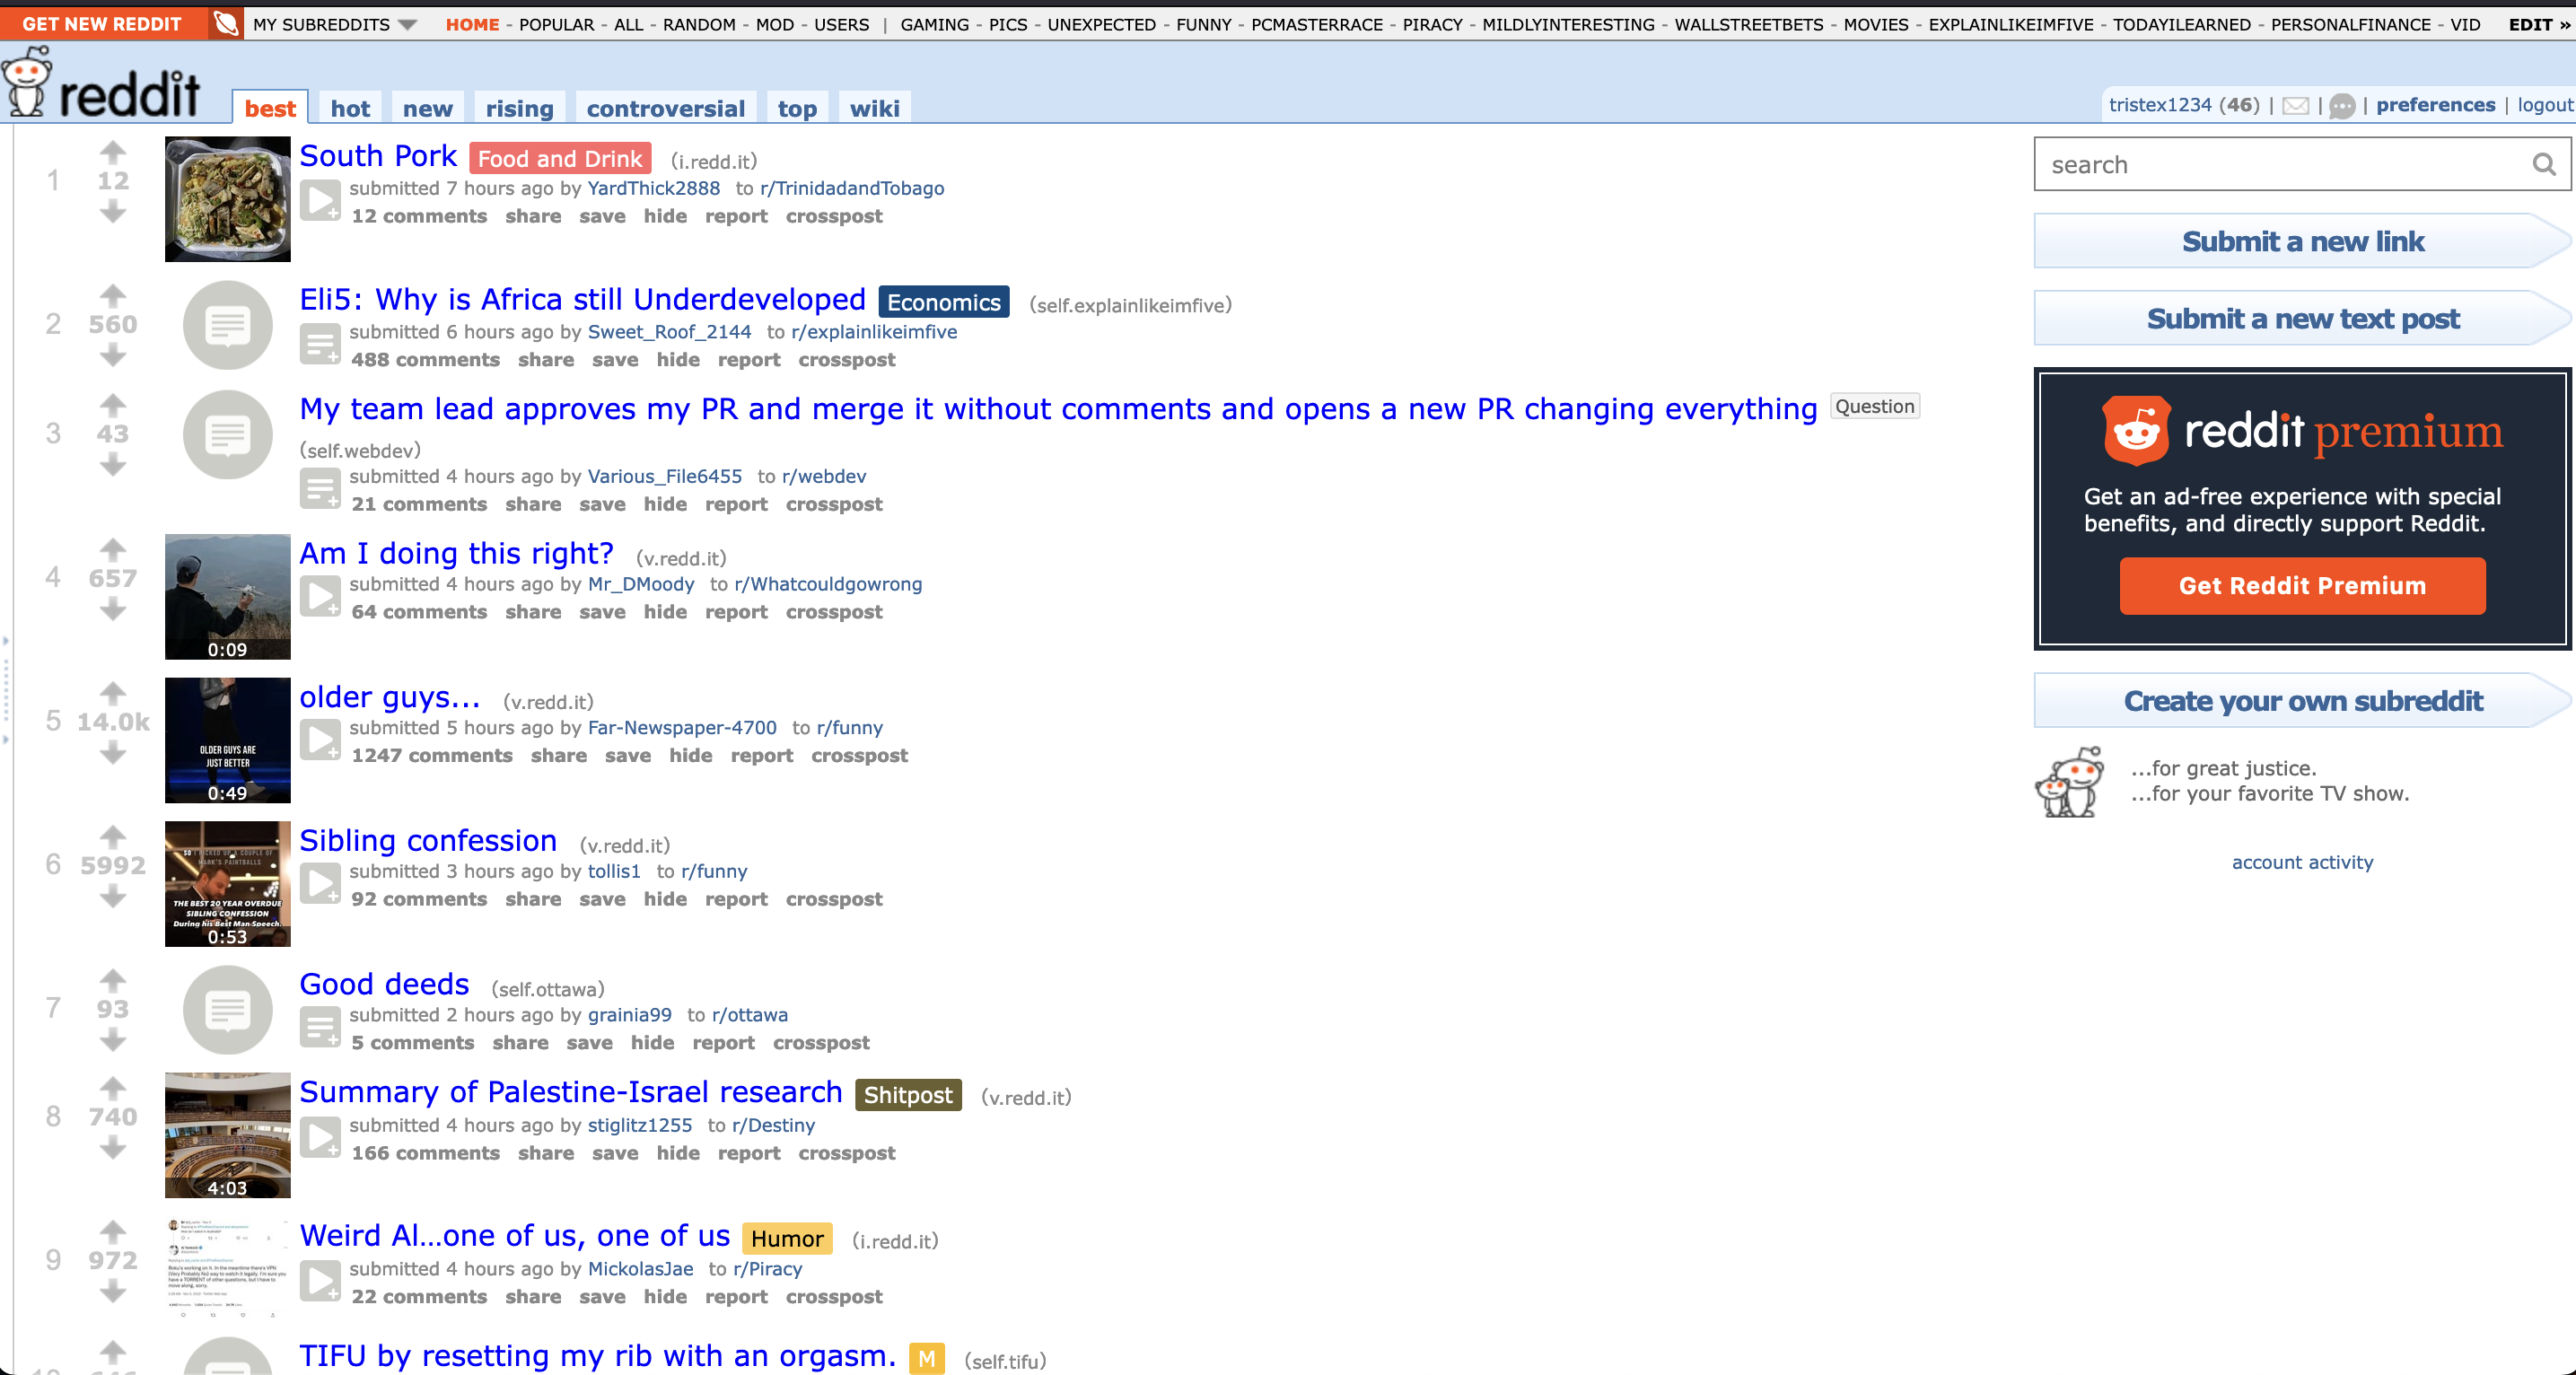 GET NEW REDDIT MY SUBREDDITS HOME - POPULAR - ALL - RANDOM - MOD - USERS | GAMING - PICS - UNEXPECTED - FUNNY - PCMASTERRACE - PIRACY - MILDLYINTERESTING - WALLSTREETBETS - MOVIES - EXPLAINLIKEIMFIVE - TODAYILEARNED - PERSONALFINANCE - VID EDIT »
reddit best hot new rising controversial top wiki
tristex1234 (46) | | | preferences | logout
1
12
South Pork Food and Drink (i.redd.it)
submitted 7 hours ago by YardThick2888 to r/TrinidadandTobago
12 comments share save hide report crosspost
2
560
Eli5: Why is Africa still Underdeveloped Economics (self.explainlikeimfive)
submitted 6 hours ago by Sweet_Roof_2144 to r/explainlikeimfive
488 comments share save hide report crosspost
3
43
My team lead approves my PR and merge it without comments and opens a new PR changing everything Question
(self.webdev)
submitted 4 hours ago by Various_File6455 to r/webdev
21 comments share save hide report crosspost
4
657
0:09
Am I doing this right? (v.redd.it)
submitted 4 hours ago by Mr_DMoody to r/Whatcouldgowrong
64 comments share save hide report crosspost
5
14.0k
OLDER GUYS ARE
JUST BETTER
0:49
older guys... (v.redd.it)
submitted 5 hours ago by Far-Newspaper-4700 to r/funny
1247 comments share save hide report crosspost
6
5992
SO I PICKED UP A COUPLE OF
MARK'S PAINTBALLS
THE BEST 20 YEAR OVERDUE
SIBLING CONFESSION
During his Best Man Speech.
0:53
Sibling confession (v.redd.it)
submitted 3 hours ago by tollis1 to r/funny
92 comments share save hide report crosspost
7
93
Good deeds (self.ottawa)
submitted 2 hours ago by grainia99 to r/ottawa
5 comments share save hide report crosspost
8
740
4:03
Summary of Palestine-Israel research Shitpost (v.redd.it)
submitted 4 hours ago by stiglitz1255 to r/Destiny
166 comments share save hide report crosspost
9
972
Weird Al...one of us, one of us Humor (i.redd.it)
submitted 4 hours ago by MickolasJae to r/Piracy
22 comments share save hide report crosspost
TIFU by resetting my rib with an orgasm. M (self.tifu)
search
Submit a new link
Submit a new text post
reddit premium
Get an ad-free experience with special
benefits, and directly support Reddit.
Get Reddit Premium
Create your own subreddit
...for great justice.
...for your favorite TV show.
account activity